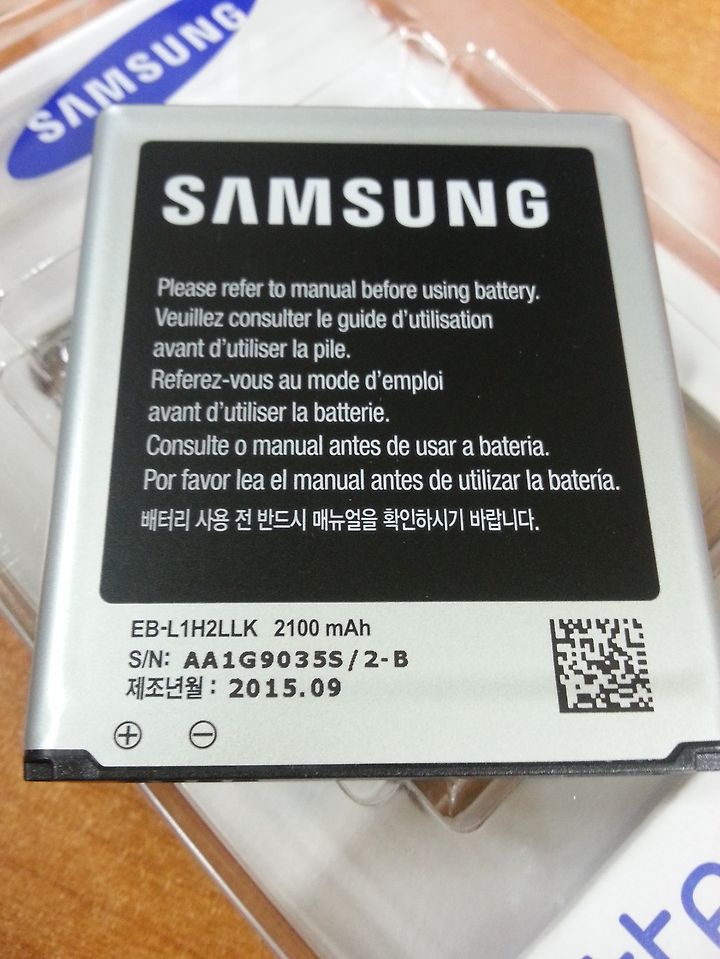 SAMSUNG
SAMSUNG
Please refer to manual before using battery.
Veuillez consulter le guide d'utilisation
avant d'utiliser la pile.
Referez-vous au mode d'emploi
avant d'utiliser la batterie.
Consulte o manual antes de usar a bateria.
Por favor lea el manual antes de utilizar la batería.
배터리 사용 전 반드시 매뉴얼을 확인하시기 바랍니다.
EB-L1H2LLK 2100 mAh
S/N: AA1G9035S/2-B
제조년월 : 2015.09